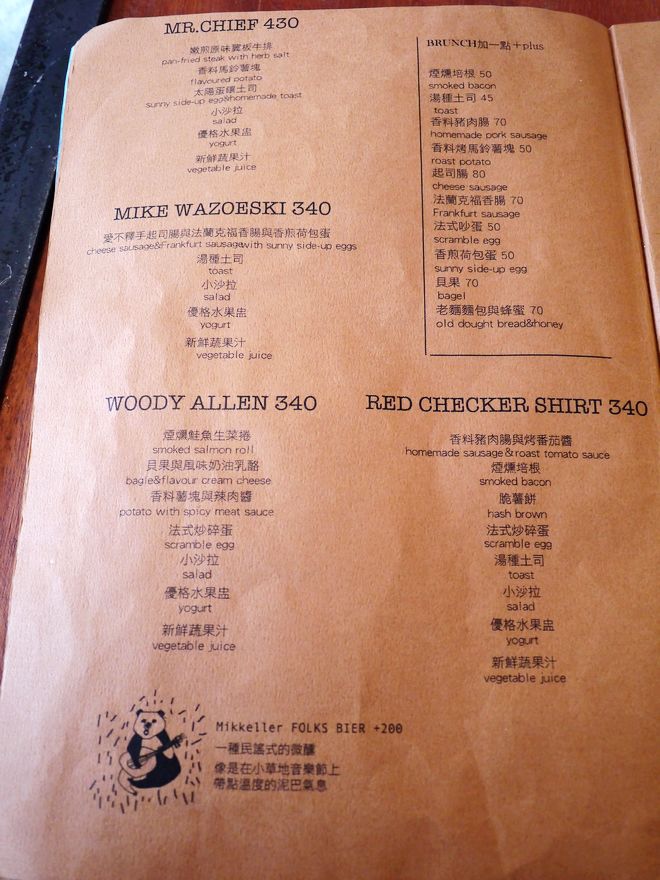 MR.CHIEF 430
嫩煎原味翼板牛排
pan-fried steak with herb salt
香料馬鈴薯塊
flavoured potato
太陽蛋鑲土司
sunny side-up egg&homemade toast
小沙拉
salad
優格水果盅
yogurt
新鮮蔬果汁
vegetable juice
MIKE WAZOESKI 340
愛不釋手起司腸與法蘭克福香腸與香煎荷包蛋
cheese sausage&Frankfurt sausagewith sunny side-up eggs
湯種土司
toast
小沙拉
salad
優格水果盅
yogurt
新鮮蔬果汁
vegetable juice
BRUNCH加一點＋plus
煙燻培根 50
smoked bacon
湯種土司 45
toast
香料豬肉腸 70
homemade pork sausage
香料烤馬鈴薯塊 50
roast potato
起司腸 80
cheese sausage
法蘭克福香腸 70
Frankfurt sausage
法式吵蛋 50
scramble egg
香煎荷包蛋 50
sunny side-up egg
貝果 70
bagel
老麵麵包與蜂蜜 70
old dought bread&honey
WOODY ALLEN 340
煙燻鮭魚生菜捲
smoked salmon roll
貝果與風味奶油乳酪
bagle&flavour cream cheese
香料薯塊與辣肉醬
potato with spicy meat sauce
法式炒碎蛋
scramble egg
小沙拉
salad
優格水果盅
yogurt
新鮮蔬果汁
vegetable juice
RED CHECKER SHIRT 340
香料豬肉腸與烤番茄醬
homemade sausage&roast tomato sauce
煙燻培根
smoked bacon
脆薯餅
hash brown
法式炒碎蛋
scramble egg
湯種土司
toast
小沙拉
salad
優格水果盅
yogurt
新鮮蔬果汁
vegetable juice
Mikkeller FOLKS BIER +200
一種民謠式的微醺
像是在小草地音樂節上
帶點溫度的泥巴氣息